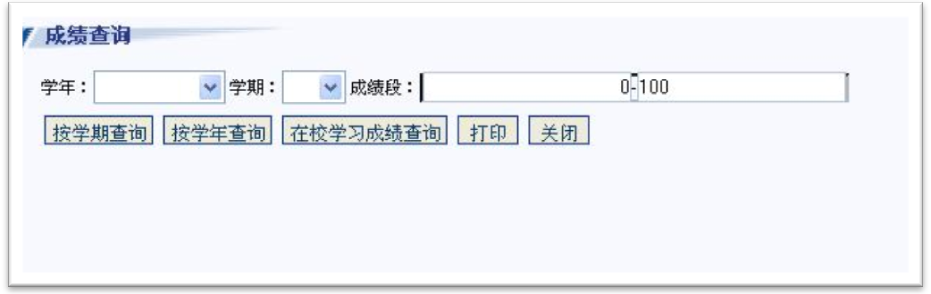 成绩查询
学年： 学期： 成绩段： 0-100
按学期查询 按学年查询 在校学习成绩查询 打印 关闭